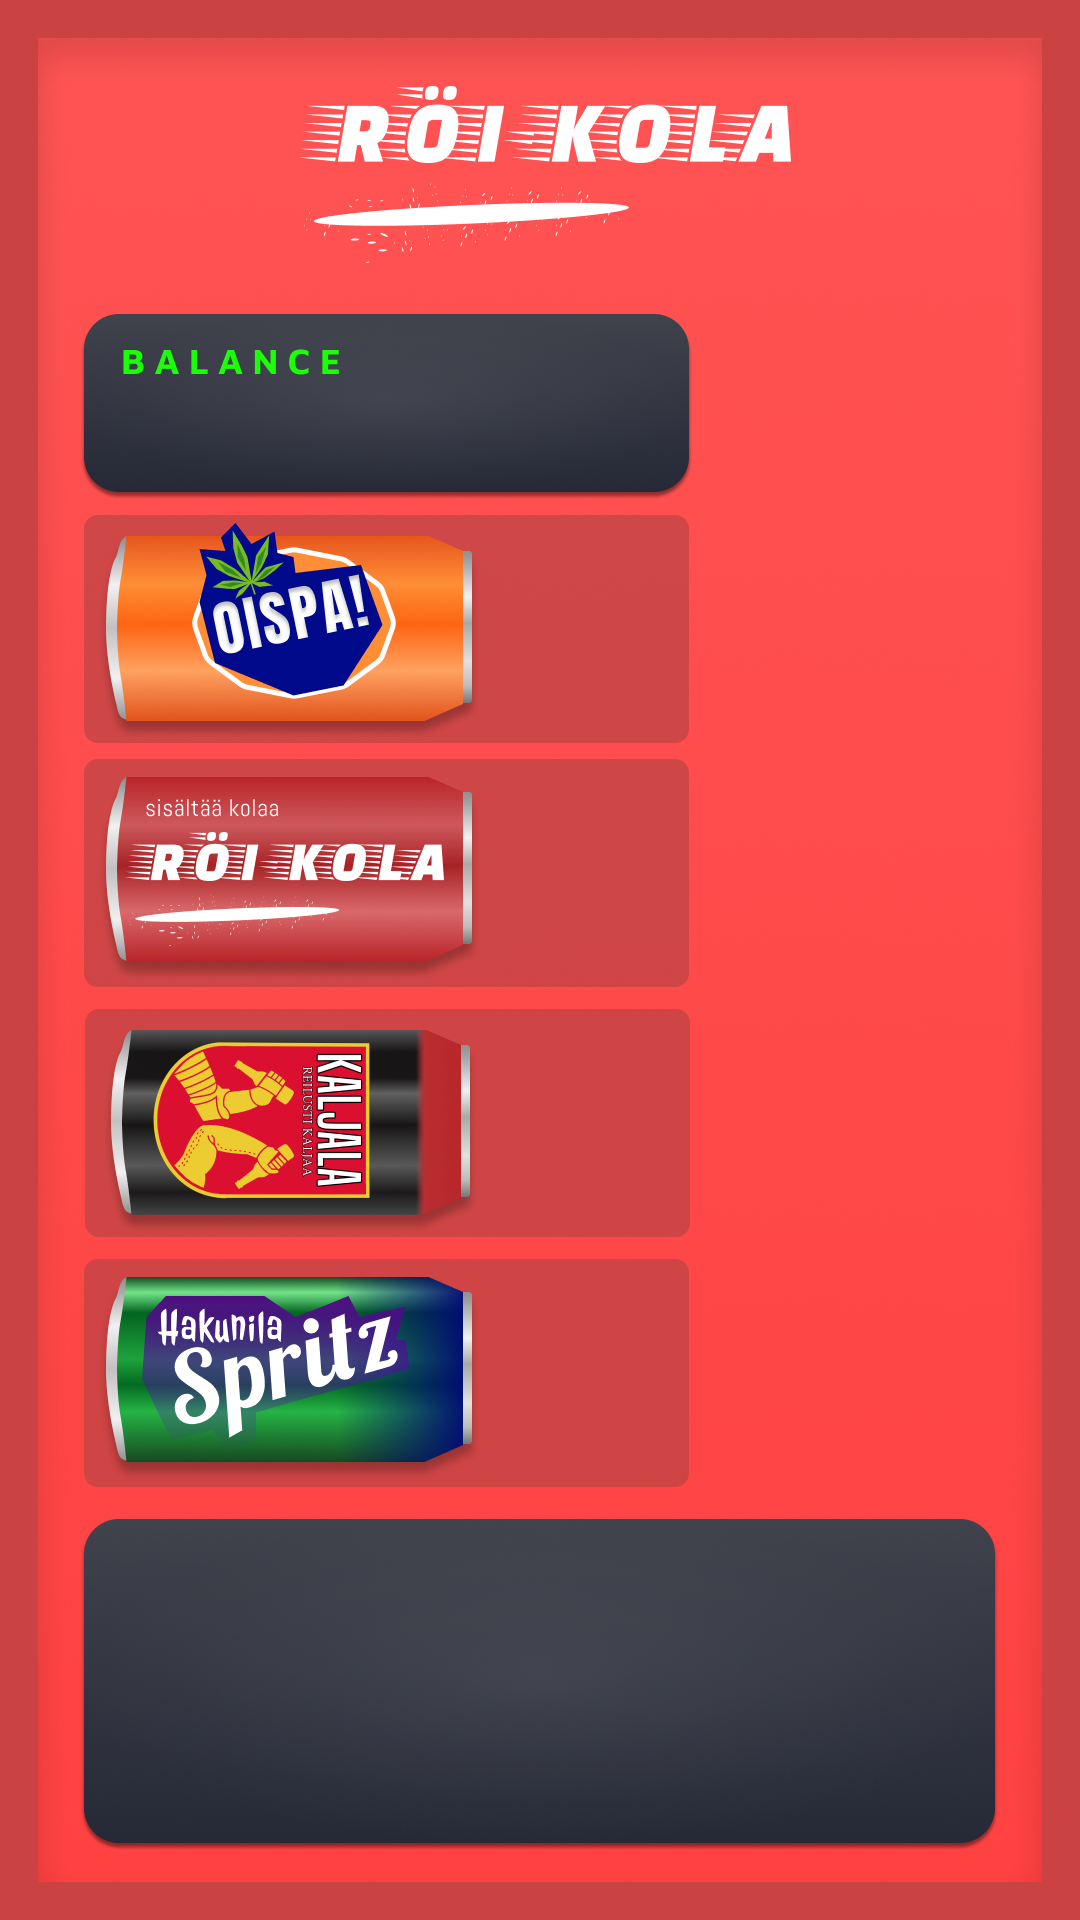 RÖI KOLA
BALANCE
OISPA!
sisältää kolaa
RÖI KOLA
KALJALA
REILUSTI KALJAA
Hakunila
Spritz